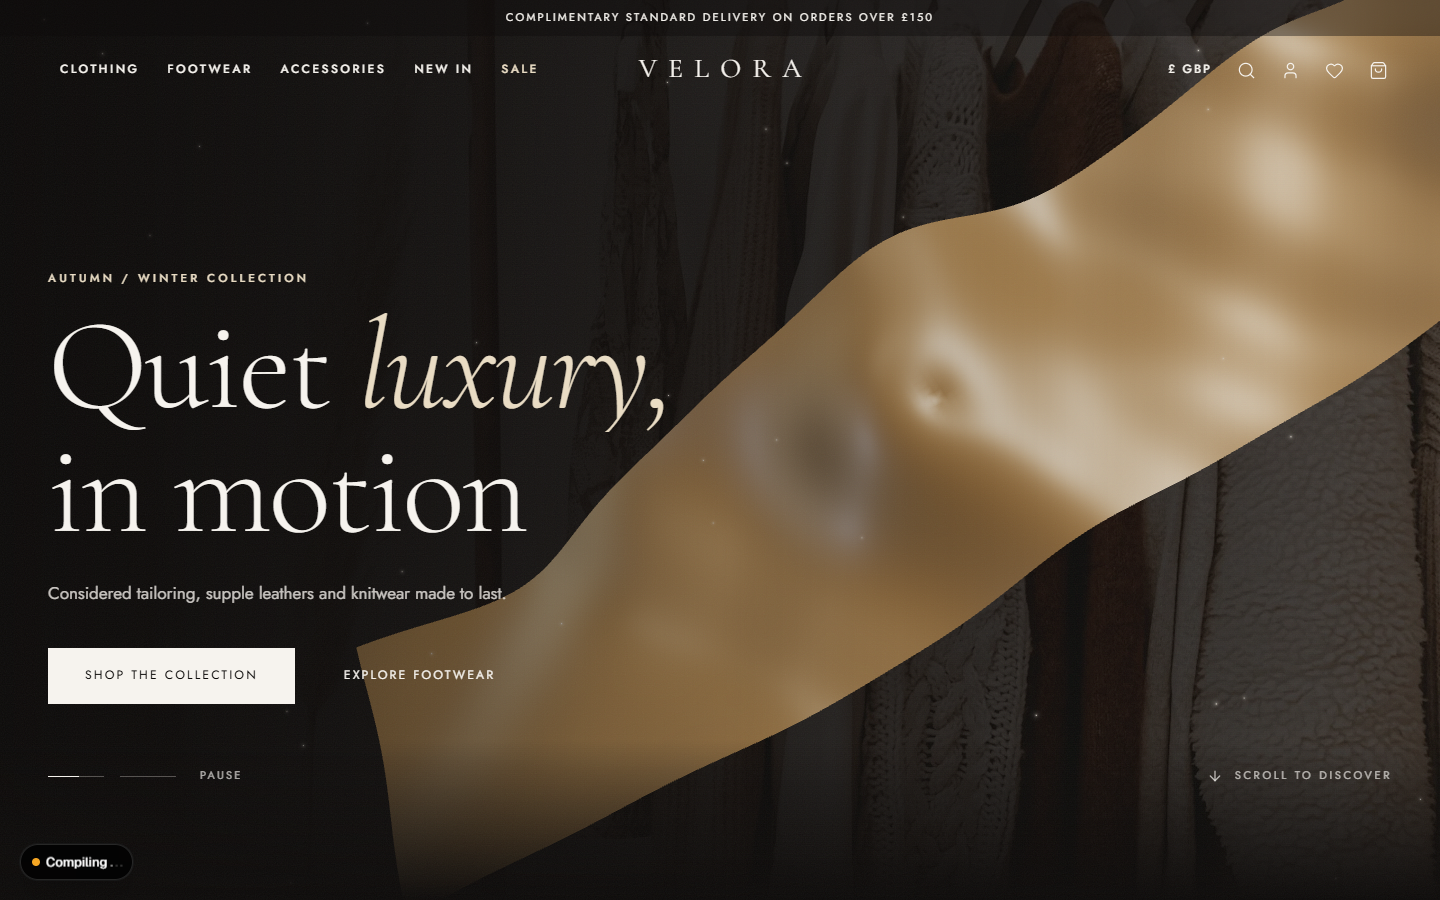 COMPLIMENTARY STANDARD DELIVERY ON ORDERS OVER £150
CLOTHING FOOTWEAR ACCESSORIES NEW IN SALE VELORA £ GBP
AUTUMN / WINTER COLLECTION
Quiet luxury,
in motion
Considered tailoring, supple leathers and knitwear made to last.
SHOP THE COLLECTION EXPLORE FOOTWEAR
PAUSE SCROLL TO DISCOVER
Compiling...